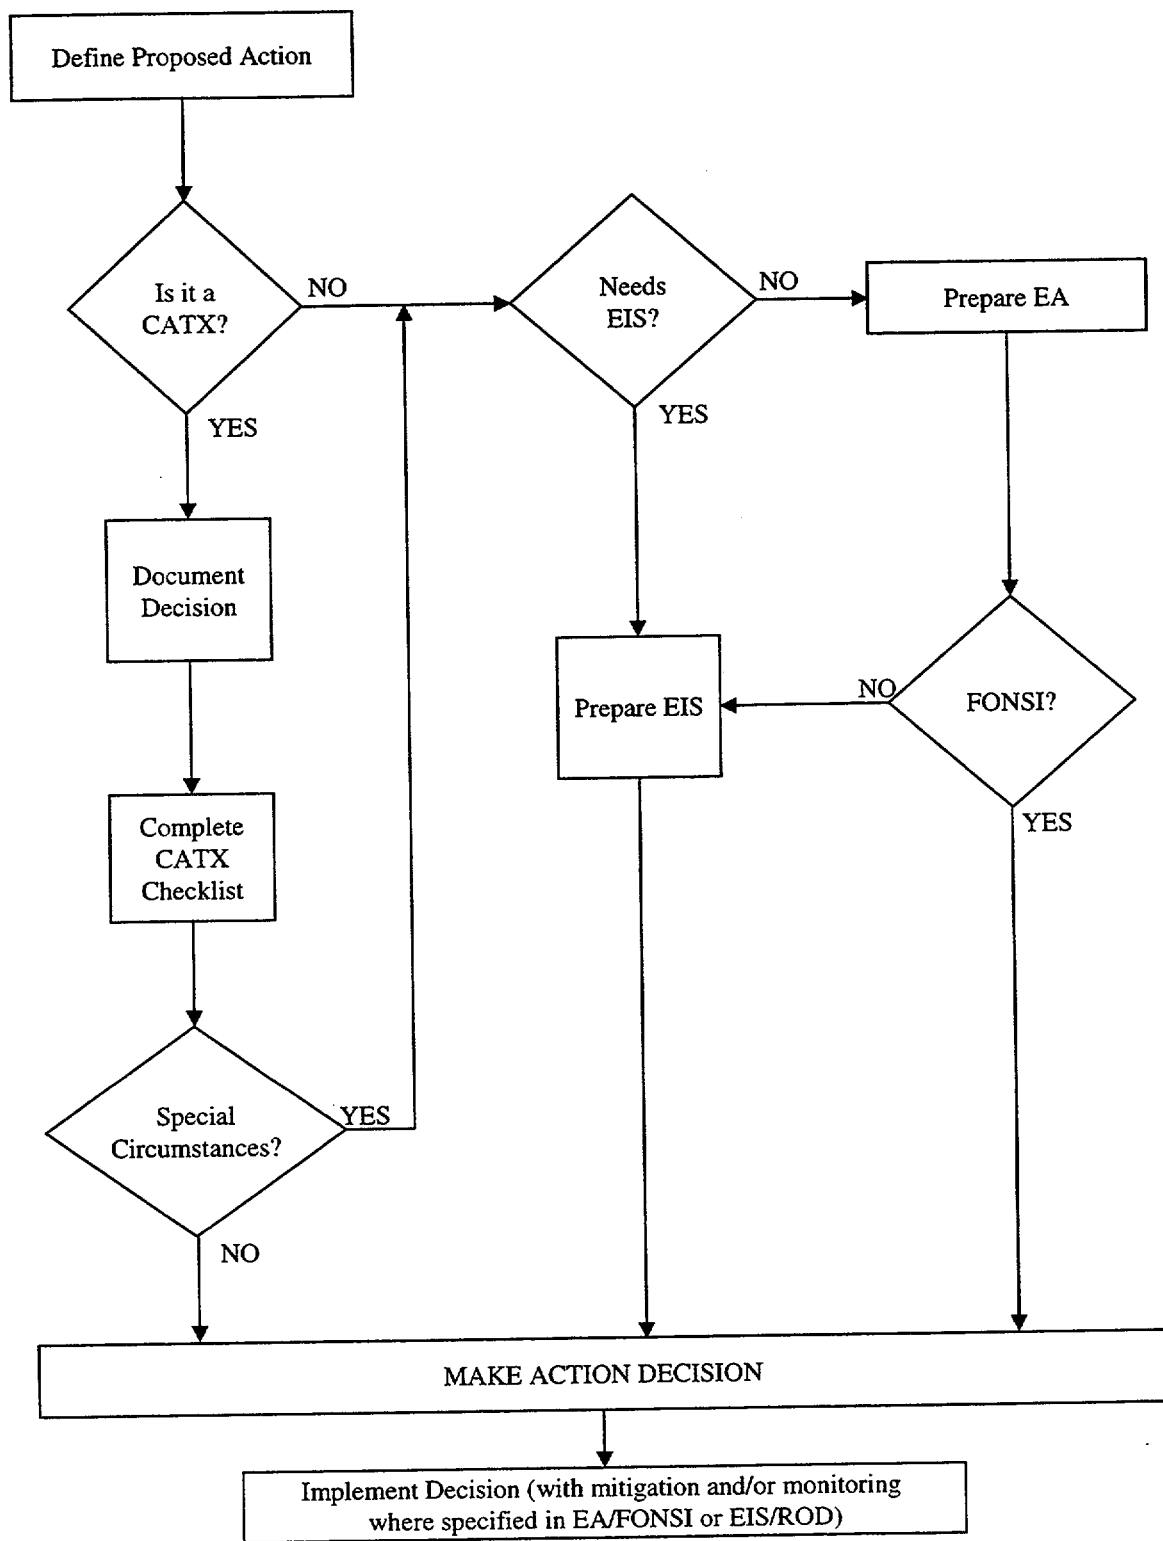 Define Proposed Action
Is it a
CATX?
NO
YES
Needs
EIS?
NO
YES
Prepare EA
Document
Decision
Prepare EIS
NO
FONSI?
YES
Complete
CATX
Checklist
Special
Circumstances?
YES
NO
MAKE ACTION DECISION
Implement Decision (with mitigation and/or monitoring
where specified in EA/FONSI or EIS/ROD)